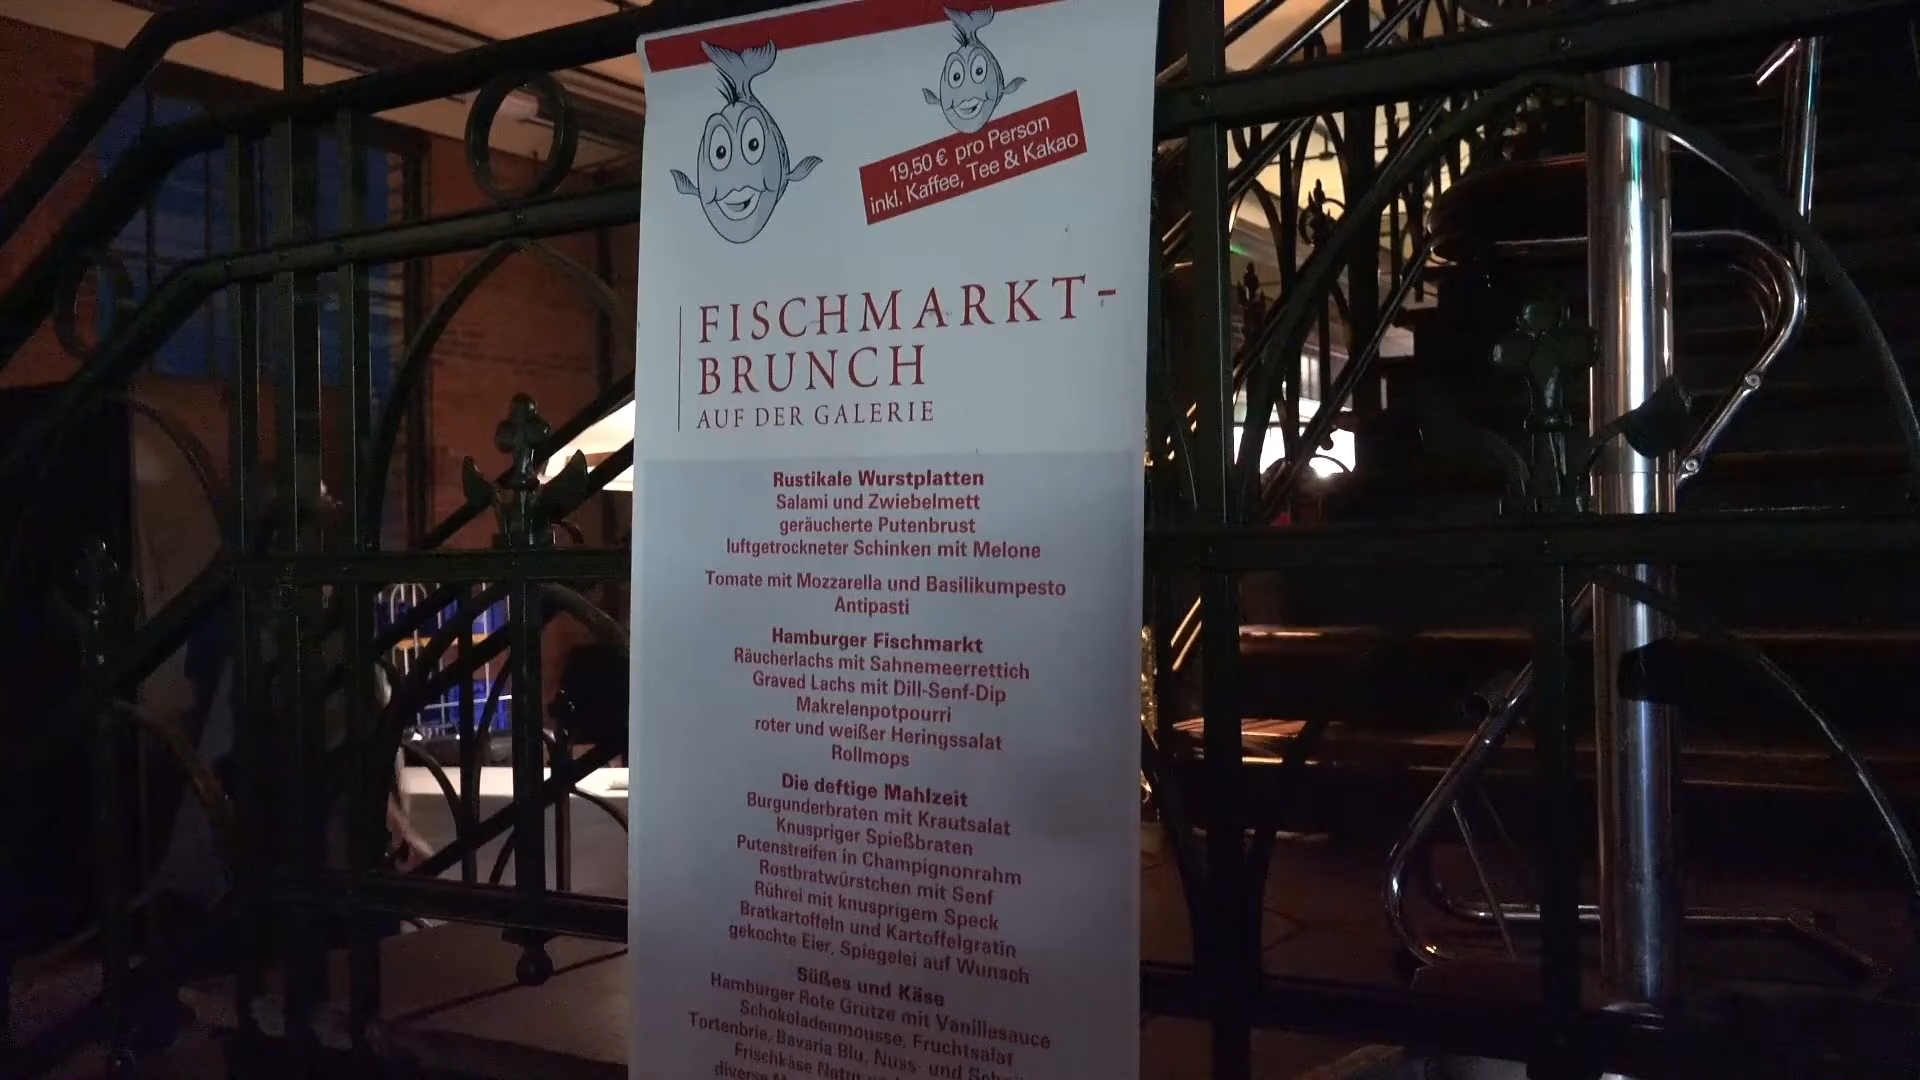 19,50 € pro Person
inkl. Kaffee, Tee & Kakao
FISCHMARKT-
BRUNCH
AUF DER GALERIE
Rustikale Wurstplatten
Salami und Zwiebelmett
geräucherte Putenbrust
luftgetrockneter Schinken mit Melone
Tomate mit Mozzarella und Basilikumpesto
Antipasti
Hamburger Fischmarkt
Räucherlachs mit Sahnemeerrettich
Graved Lachs mit Dill-Senf-Dip
Makrelenpotpourri
roter und weißer Heringssalat
Rollmops
Die deftige Mahlzeit
Burgunderbraten mit Krautsalat
Knuspriger Spießbraten
Putenstreifen in Champignonrahm
Rostbratwürstchen mit Senf
Rührei mit knusprigem Speck
Bratkartoffeln und Kartoffelgratin
gekochte Eier, Spiegelei auf Wunsch
Süßes und Käse
Hamburger Rote Grütze mit Vanillesauce
Schokoladenmousse, Fruchtsalat
Tortenbrie, Bavaria Blu, Nuss- und
Frischkäse Natur
diverse